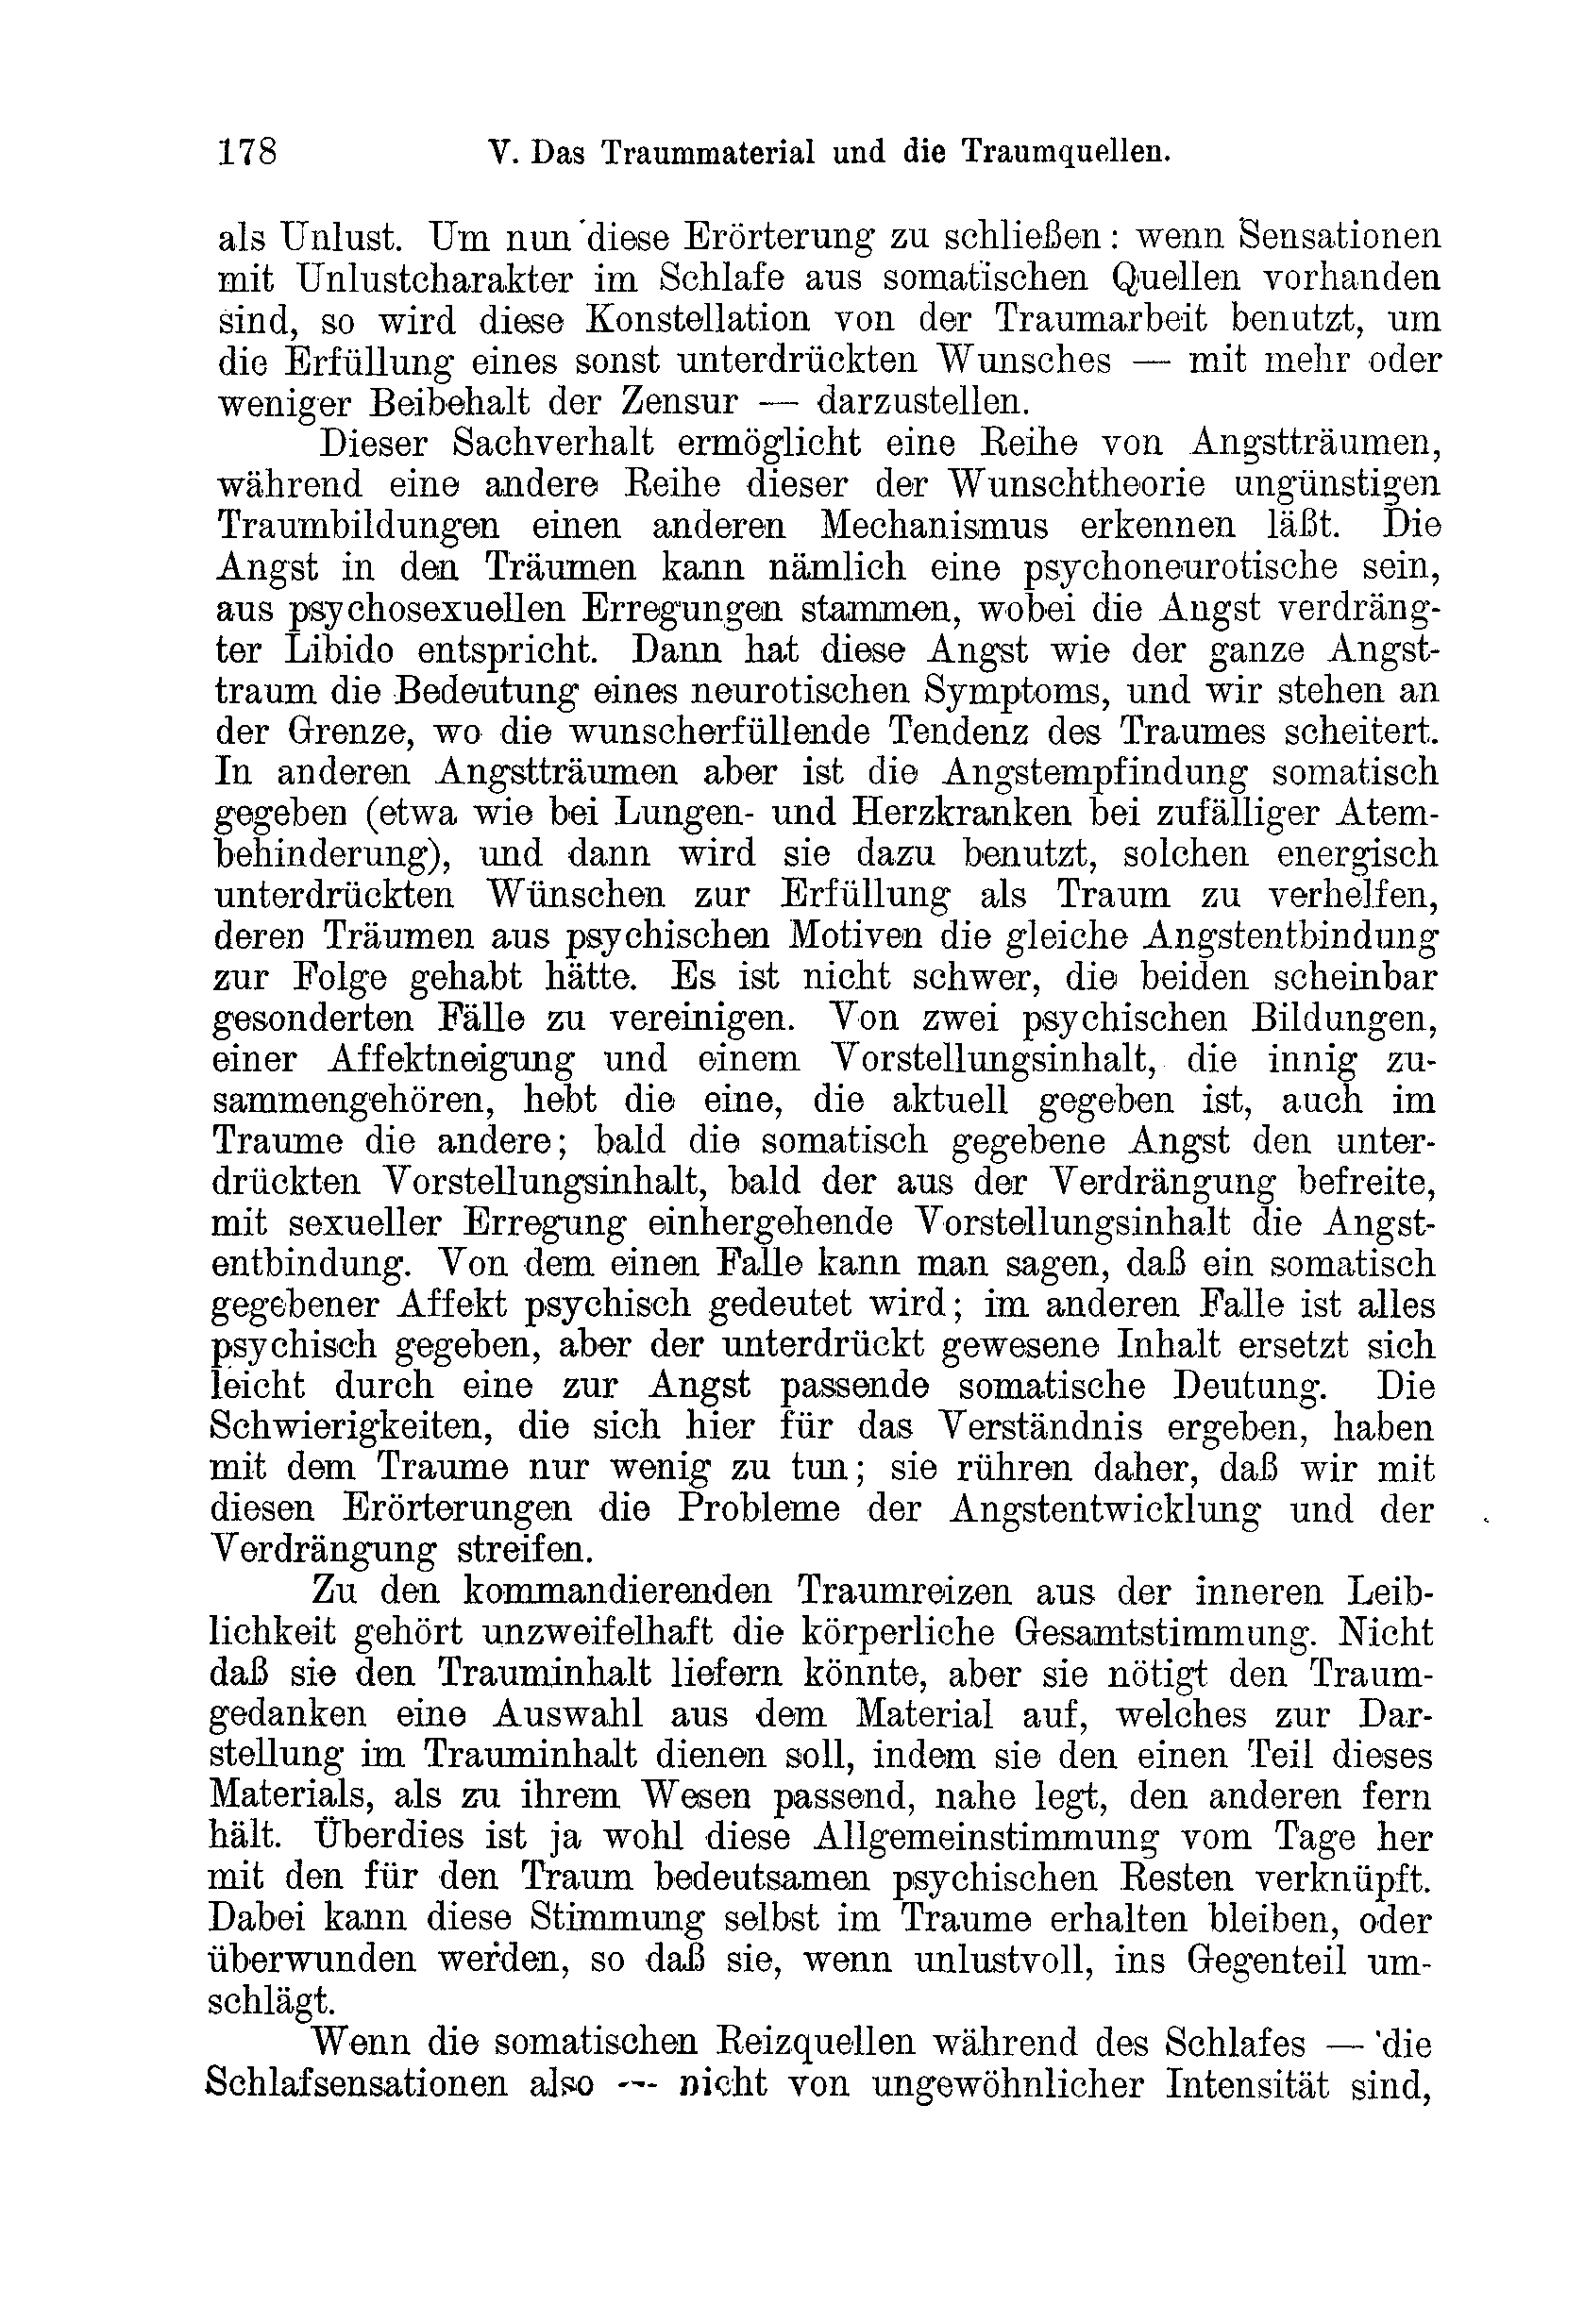 178 V. Das Traummaterial und die Traumquellen.
als Unlust. Um nun diese Erörterung zu schließen: wenn Sensationen
mit Unlustcharakter im Schlafe aus somatischen Quellen vorhanden
sind, so wird diese Konstellation von der Traumarbeit benutzt, um
die Erfüllung eines sonst unterdrückten Wunsches — mit mehr oder
weniger Beibehalt der Zensur — darzustellen.
Dieser Sachverhalt ermöglicht eine Reihe von Angstträumen,
während eine andere Reihe dieser der Wunschtheorie ungünstigen
Traumbildungen einen anderen Mechanismus erkennen läßt. Die
Angst in den Träumen kann nämlich eine psychoneurotische sein,
aus psychosexuellen Erregungen stammen, wobei die Angst verdräng-
ter Libido entspricht. Dann hat diese Angst wie der ganze Angst-
traum die Bedeutung eines neurotischen Symptoms, und wir stehen an
der Grenze, wo die wunscherfüllende Tendenz des Traumes scheitert.
In anderen Angstträumen aber ist die Angstempfindung somatisch
gegeben (etwa wie bei Lungen- und Herzkranken bei zufälliger Atem-
behinderung), und dann wird sie dazu benutzt, solchen energisch
unterdrückten Wünschen zur Erfüllung als Traum zu verhelfen,
deren Träumen aus psychischen Motiven die gleiche Angstentbindung
zur Folge gehabt hätte. Es ist nicht schwer, die beiden scheinbar
gesonderten Fälle zu vereinigen. Von zwei psychischen Bildungen,
einer Affektneigung und einem Vorstellungsinhalt, die innig zu-
sammengehören, hebt die eine, die aktuell gegeben ist, auch im
Traume die andere; bald die somatisch gegebene Angst den unter-
drückten Vorstellungsinhalt, bald der aus der Verdrängung befreite,
mit sexueller Erregung einhergehende Vorstellungsinhalt die Angst-
entbindung. Von dem einen Falle kann man sagen, daß ein somatisch
gegebener Affekt psychisch gedeutet wird; im anderen Falle ist alles
psychisch gegeben, aber der unterdrückt gewesene Inhalt ersetzt sich
leicht durch eine zur Angst passende somatische Deutung. Die
Schwierigkeiten, die sich hier für das Verständnis ergeben, haben
mit dem Traume nur wenig zu tun; sie rühren daher, daß wir mit
diesen Erörterungen die Probleme der Angstentwicklung und der
Verdrängung streifen.
Zu den kommandierenden Traumreizen aus der inneren Leib-
lichkeit gehört unzweifelhaft die körperliche Gesamtstimmung. Nicht
daß sie den Trauminhalt liefern könnte, aber sie nötigt den Traum-
gedanken eine Auswahl aus dem Material auf, welches zur Dar-
stellung im Trauminhalt dienen soll, indem sie den einen Teil dieses
Materials, als zu ihrem Wesen passend, nahe legt, den anderen fern
hält. Überdies ist ja wohl diese Allgemeinstimmung vom Tage her
mit den für den Traum bedeutsamen psychischen Resten verknüpft.
Dabei kann diese Stimmung selbst im Traume erhalten bleiben, oder
überwunden werden, so daß sie, wenn unlustvoll, ins Gegenteil um-
schlägt.
Wenn die somatischen Reizquellen während des Schlafes — die
Schlafsensationen also — nicht von ungewöhnlicher Intensität sind,